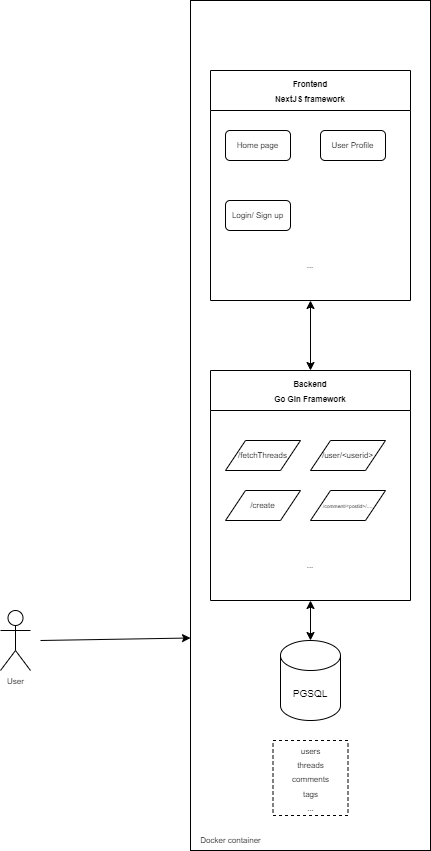 Frontend
NextJS framework
Home page
User Profile
Login/ Sign up
...
Backend
Go Gin Framework
/fetchThreads
/user/<userid>
/create
/comment/<postid>/...
...
User
PGSQL
users
threads
comments
tags
...
Docker container